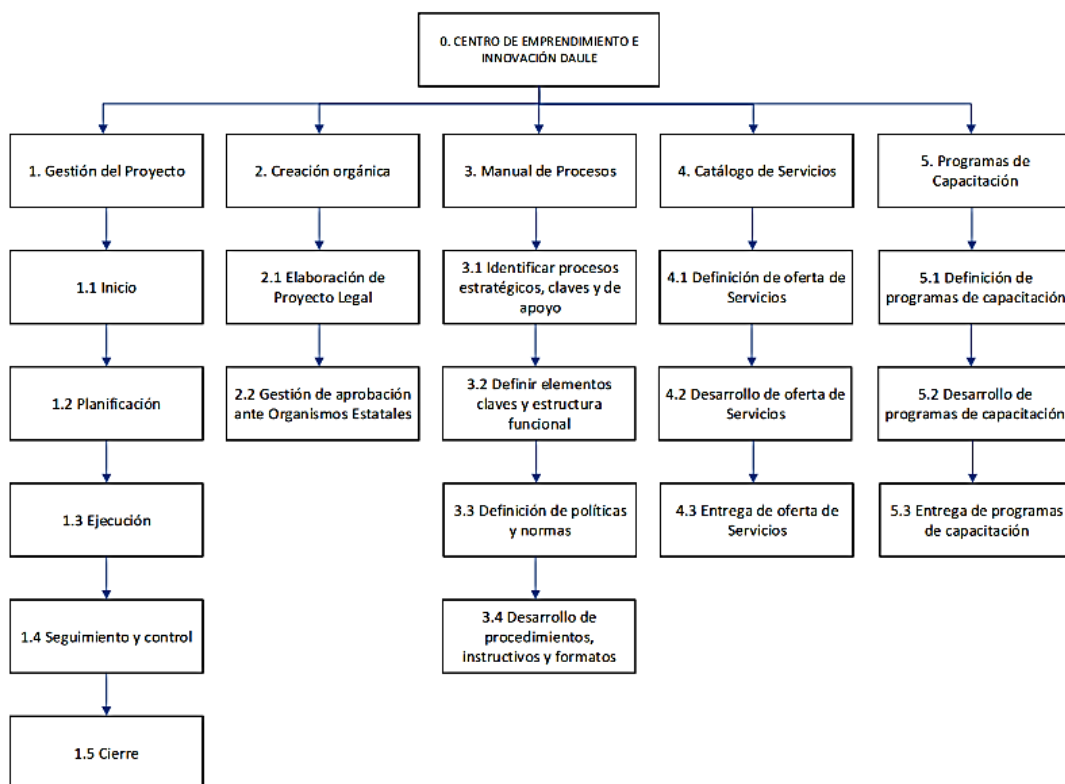 0. CENTRO DE EMPRENDIMIENTO E
INNOVACIÓN DAULE
1. Gestión del Proyecto
2. Creación orgánica
3. Manual de Procesos
4. Catálogo de Servicios
5. Programas de
Capacitación
1.1 Inicio
2.1 Elaboración de
Proyecto Legal
3.1 Identificar procesos
estratégicos, claves y de
apoyo
4.1 Definición de oferta de
Servicios
5.1 Definición de
programas de capacitación
1.2 Planificación
2.2 Gestión de aprobación
ante Organismos Estatales
3.2 Definir elementos
claves y estructura
funcional
4.2 Desarrollo de oferta de
Servicios
5.2 Desarrollo de
programas de capacitación
1.3 Ejecución
3.3 Definición de políticas
y normas
4.3 Entrega de oferta de
Servicios
5.3 Entrega de programas
de capacitación
1.4 Seguimiento y control
3.4 Desarrollo de
procedimientos,
instructivos y formatos
1.5 Cierre